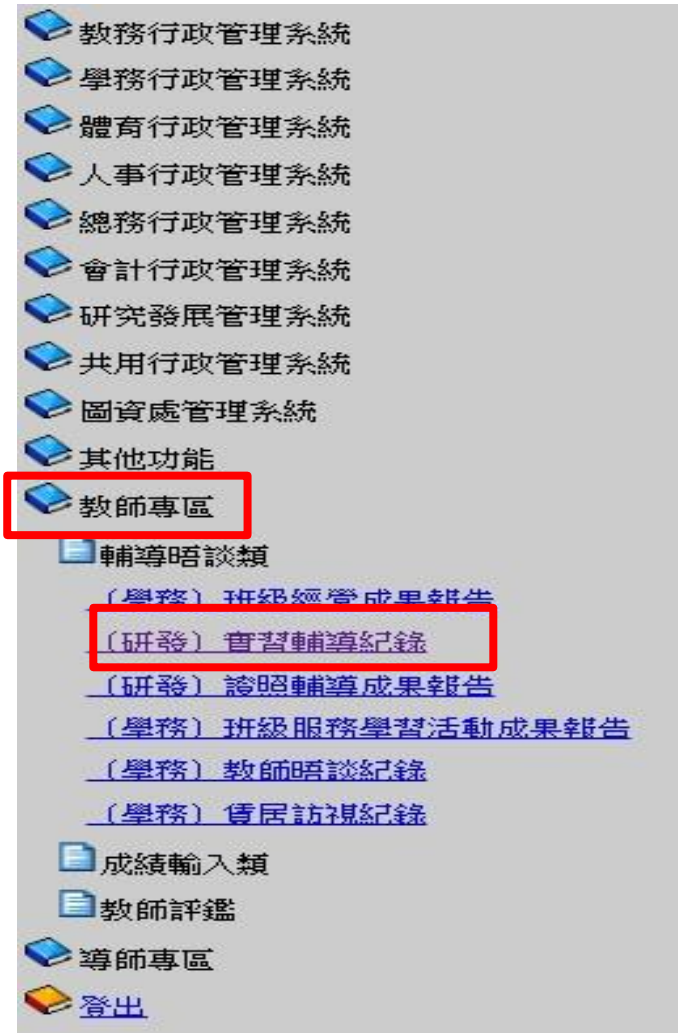 教務行政管理系統
學務行政管理系統
體育行政管理系統
人事行政管理系統
總務行政管理系統
會計行政管理系統
研究發展管理系統
共用行政管理系統
圖資處管理系統
其他功能
教師專區
輔導晤談類
（學務）班級經營成果報告
（研發）實習輔導紀錄
（研發）證照輔導成果報告
（學務）班級服務學習活動成果報告
（學務）教師晤談紀錄
（學務）賃居訪視紀錄
成績輸入類
教師評鑑
導師專區
登出